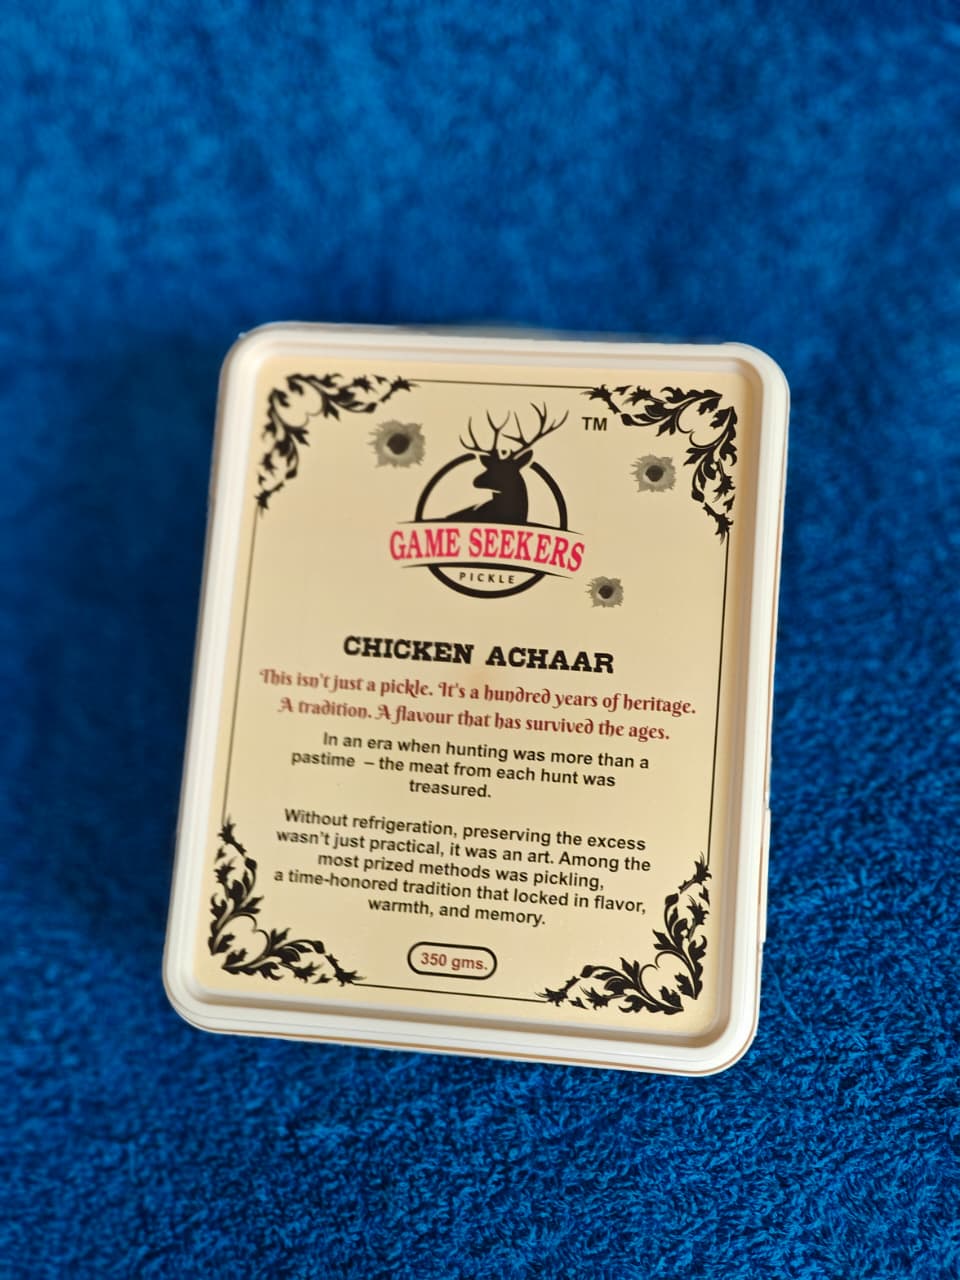 TM
GAME SEEKERS
PICKLE
CHICKEN ACHAAR
This isn't just a pickle. It's a hundred years of heritage.
A tradition. A flavour that has survived the ages.
In an era when hunting was more than a
pastime – the meat from each hunt was
treasured.
Without refrigeration, preserving the excess
wasn't just practical, it was an art. Among the
most prized methods was pickling,
a time-honored tradition that locked in flavor,
warmth, and memory.
350 gms.